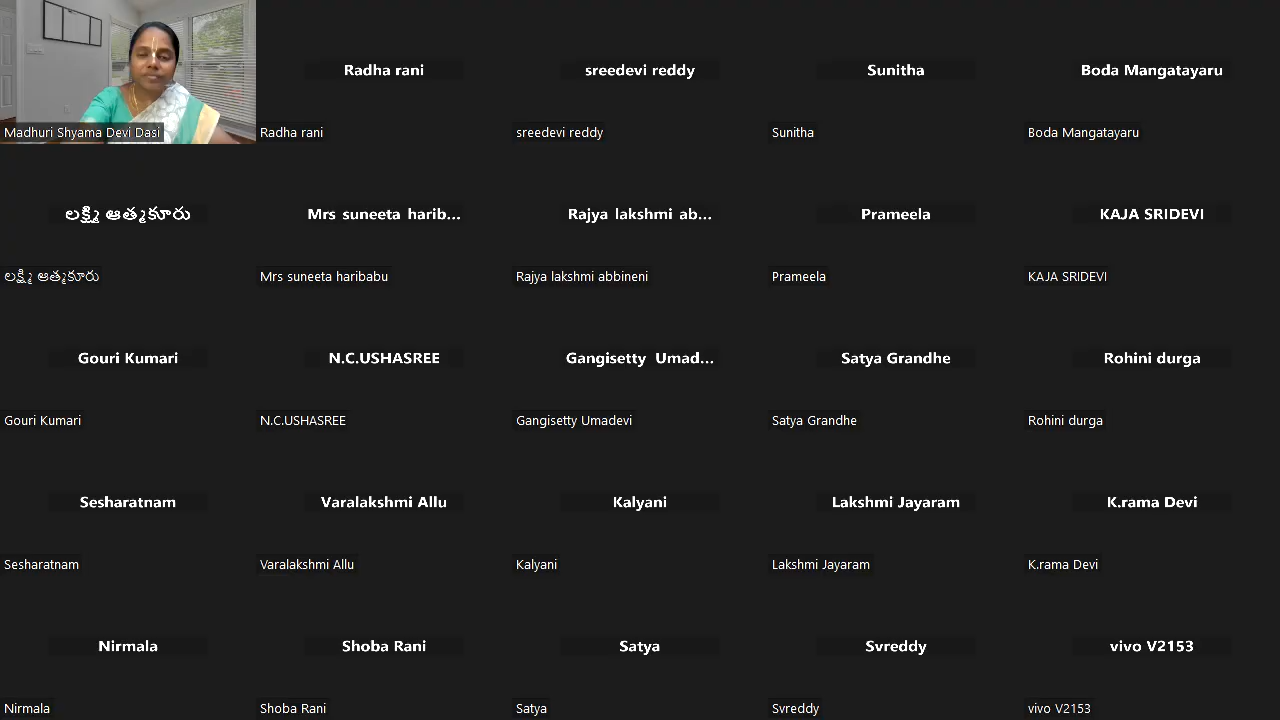 Madhuri Shyama Devi Dasi
Radha rani
Radha rani
sreedevi reddy
sreedevi reddy
Sunitha
Sunitha
Boda Mangatayaru
Boda Mangatayaru
లక్ష్మి ఆత్మకూరు
లక్ష్మి ఆత్మకూరు
Mrs suneeta harib...
Mrs suneeta haribabu
Rajya lakshmi ab...
Rajya lakshmi abbineni
Prameela
Prameela
KAJA SRIDEVI
KAJA SRIDEVI
Gouri Kumari
Gouri Kumari
N.C.USHASREE
N.C.USHASREE
Gangisetty Umad...
Gangisetty Umadevi
Satya Grandhe
Satya Grandhe
Rohini durga
Rohini durga
Sesharatnam
Sesharatnam
Varalakshmi Allu
Varalakshmi Allu
Kalyani
Kalyani
Lakshmi Jayaram
Lakshmi Jayaram
K.rama Devi
K.rama Devi
Nirmala
Nirmala
Shoba Rani
Shoba Rani
Satya
Satya
Svreddy
Svreddy
vivo V2153
vivo V2153